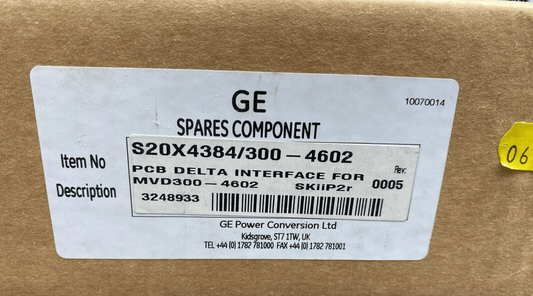 GE
10070014
SPARES COMPONENT
Item No
S20X4384/300-4602
Description
PCB DELTA INTERFACE FOR
MVD300-4602 SKiiP2r
Rev:
0005
3248933
GE Power Conversion Ltd
Kidsgrove, ST7 1TW, UK
TEL +44 (0) 1782 781000 FAX +44 (0) 1782 781001
06